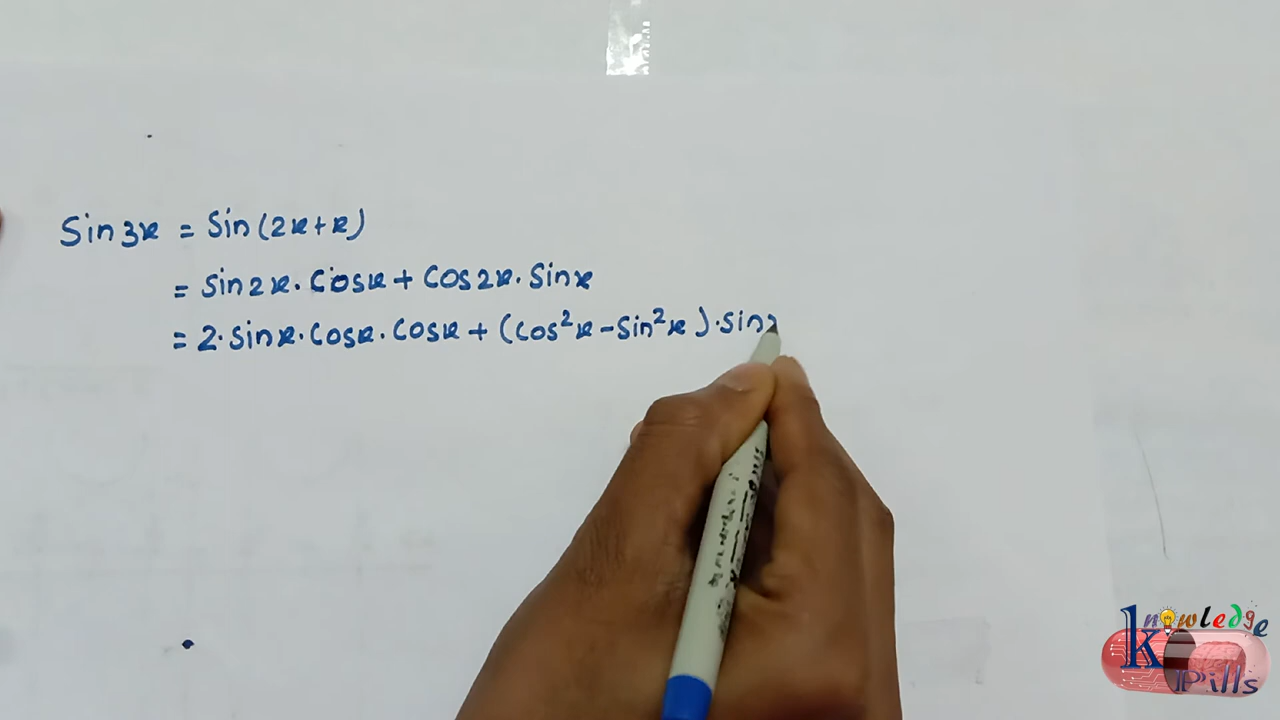 Sin3x = Sin(2x+x)
= Sin2x·Cosx + Cos2x·Sinx
= 2·Sinx·Cosx·Cosx + (Cos²x - Sin²x)·Sinx
Knowledge
Pills